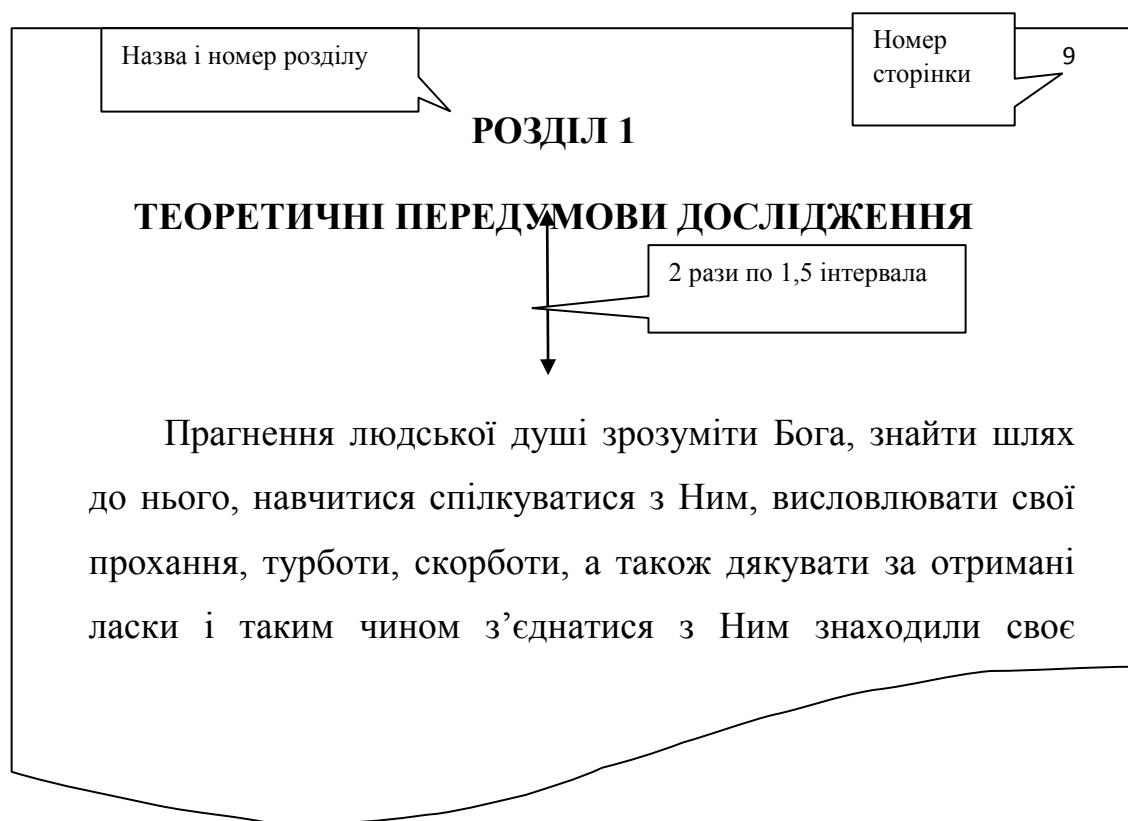 Назва і номер розділу
Номер
сторінки
9
РОЗДІЛ 1
ТЕОРЕТИЧНІ ПЕРЕДУМОВИ ДОСЛІДЖЕННЯ
2 рази по 1,5 інтервала
Прагнення людської душі зрозуміти Бога, знайти шлях
до нього, навчитися спілкуватися з Ним, висловлювати свої
прохання, турботи, скорботи, а також дякувати за отримані
ласки і таким чином з’єднатися з Ним знаходили своє